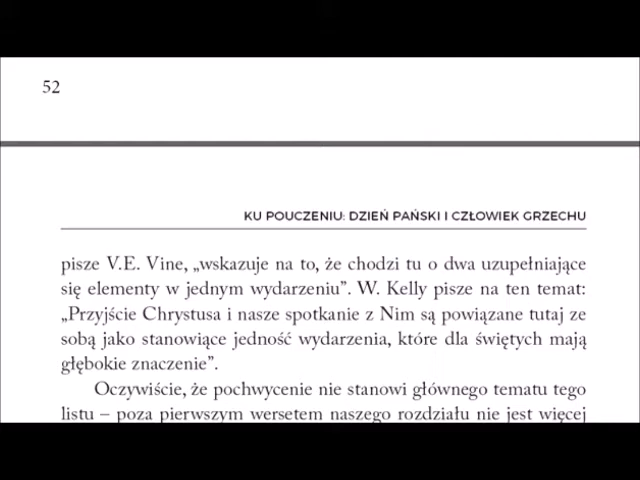 52
KU POUCZENIU: DZIEŃ PAŃSKI I CZŁOWIEK GRZECHU
pisze V.E. Vine, „wskazuje na to, że chodzi tu o dwa uzupełniające
się elementy w jednym wydarzeniu”. W. Kelly pisze na ten temat:
„Przyjście Chrystusa i nasze spotkanie z Nim są powiązane tutaj ze
sobą jako stanowiące jedność wydarzenia, które dla świętych mają
głębokie znaczenie”.
Oczywiście, że pochwycenie nie stanowi głównego tematu tego
listu – poza pierwszym wersetem naszego rozdziału nie jest więcej